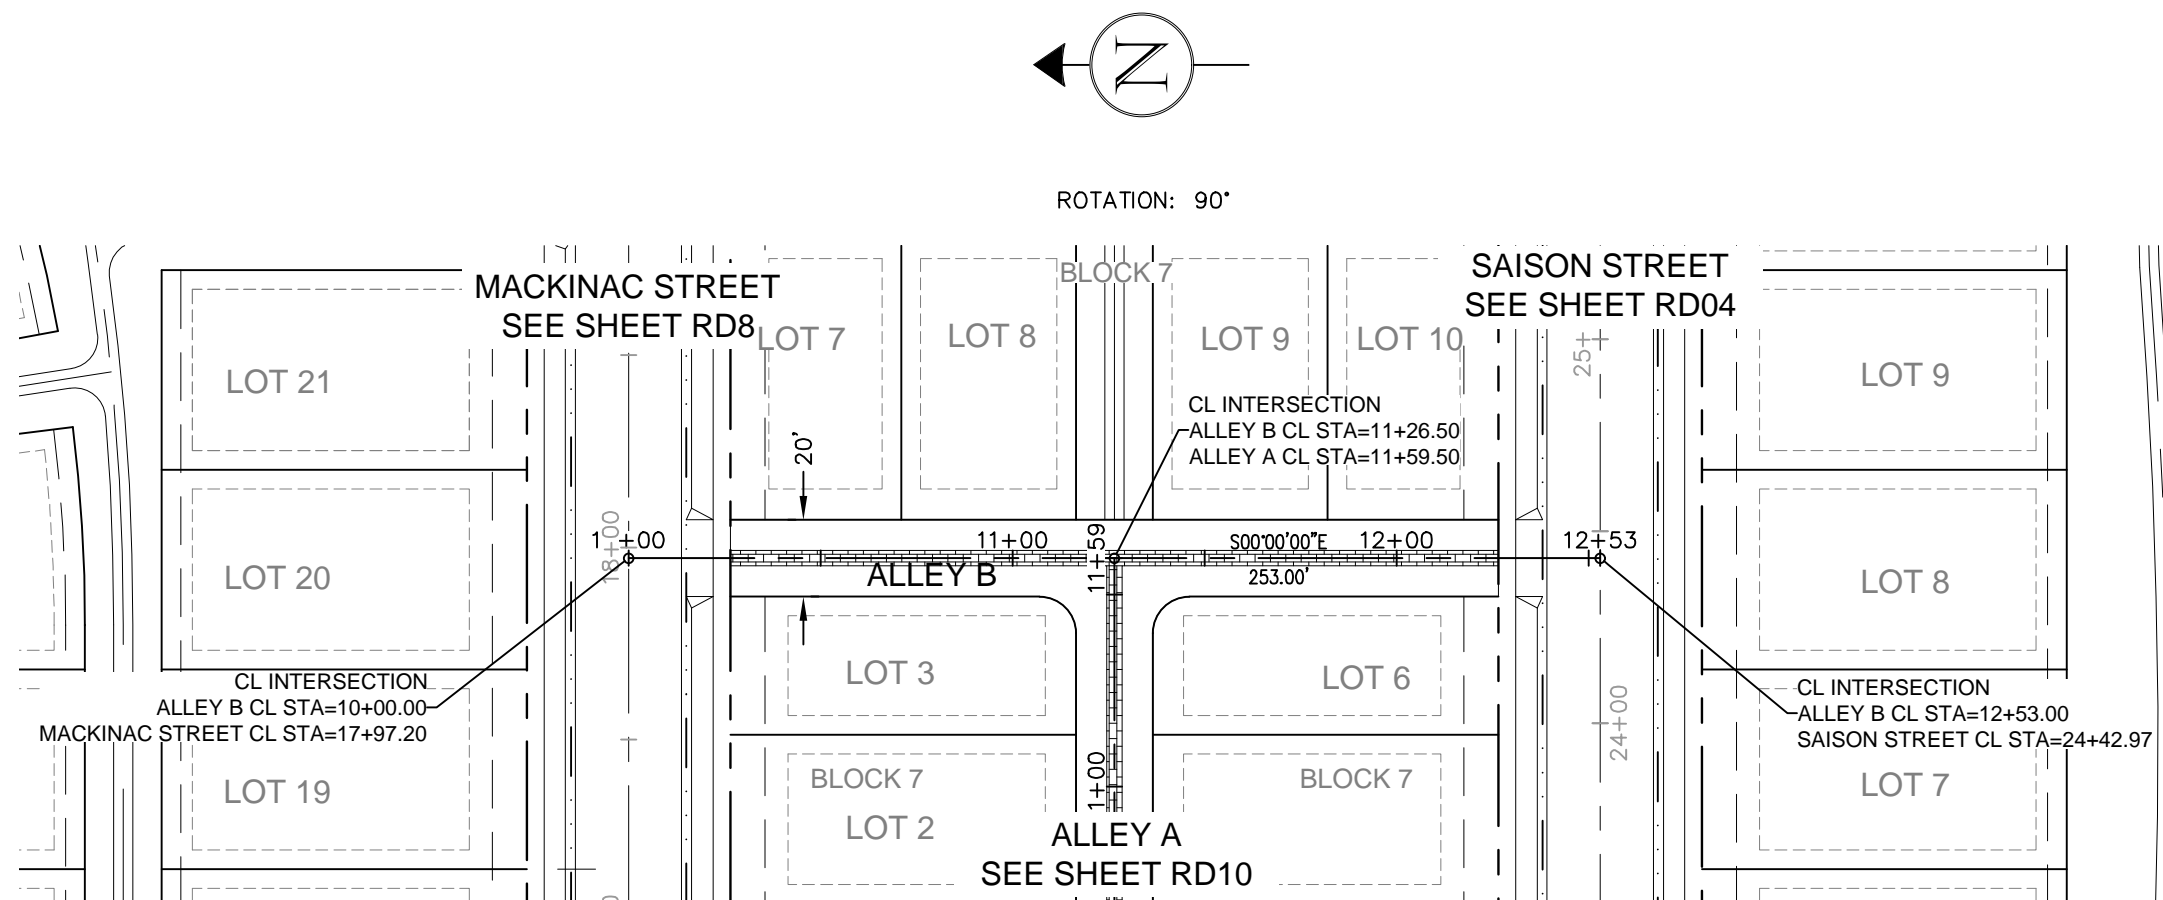 N
ROTATION: 90°
MACKINAC STREET
SEE SHEET RD8
SAISON STREET
SEE SHEET RD04
BLOCK 7
LOT 7
LOT 8
LOT 9
LOT 10
LOT 21
LOT 9
25+
CL INTERSECTION
ALLEY B CL STA=11+26.50
ALLEY A CL STA=11+59.50
20'
18+00
1 +00
11+00
11+59
S00°00'00"E
12+00
12+53
ALLEY B
253.00'
LOT 20
LOT 8
LOT 3
LOT 6
CL INTERSECTION
ALLEY B CL STA=10+00.00
MACKINAC STREET CL STA=17+97.20
CL INTERSECTION
ALLEY B CL STA=12+53.00
SAISON STREET CL STA=24+42.97
24+00
1+00
BLOCK 7
BLOCK 7
LOT 19
LOT 7
LOT 2
ALLEY A
SEE SHEET RD10